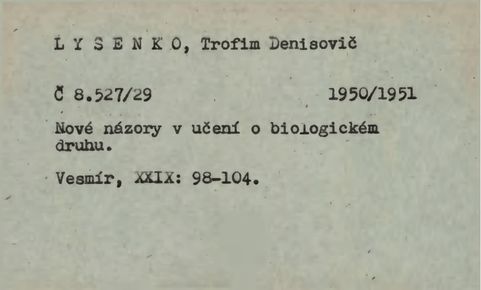 L Y S E N K O, Trofim Denisovič
Č 8.527/29 1950/1951
Nové názory v učení o biologickém
druhu.
Vesmír, XXIX: 98-104.